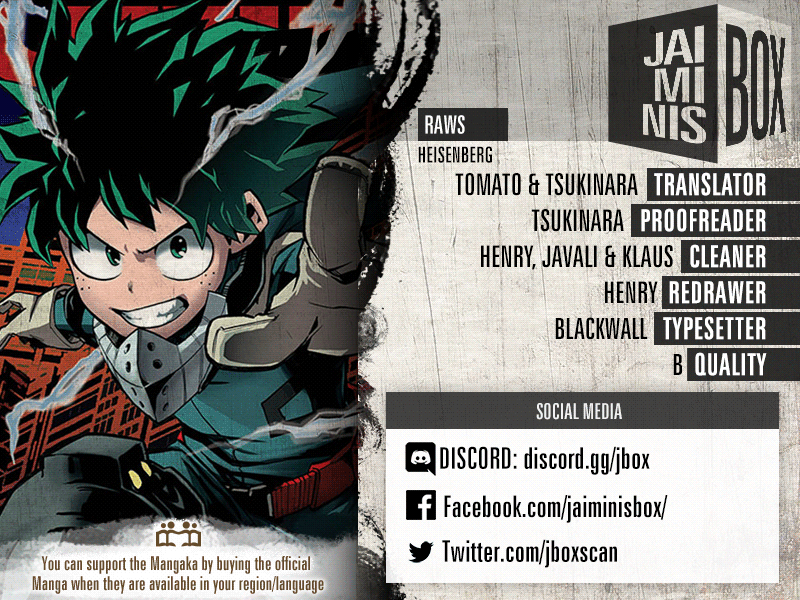 JAI
MI
NIS
BOX
RAWS
HEISENBERG
TOMATO & TSUKINARA TRANSLATOR
TSUKINARA PROOFREADER
HENRY, JAVALI & KLAUS CLEANER
HENRY REDRAWER
BLACKWALL TYPESETTER
B QUALITY
SOCIAL MEDIA
DISCORD: discord.gg/jbox
Facebook.com/jaiminisbox/
Twitter.com/jboxscan
You can support the Mangaka by buying the official
Manga when they are available in your region/language